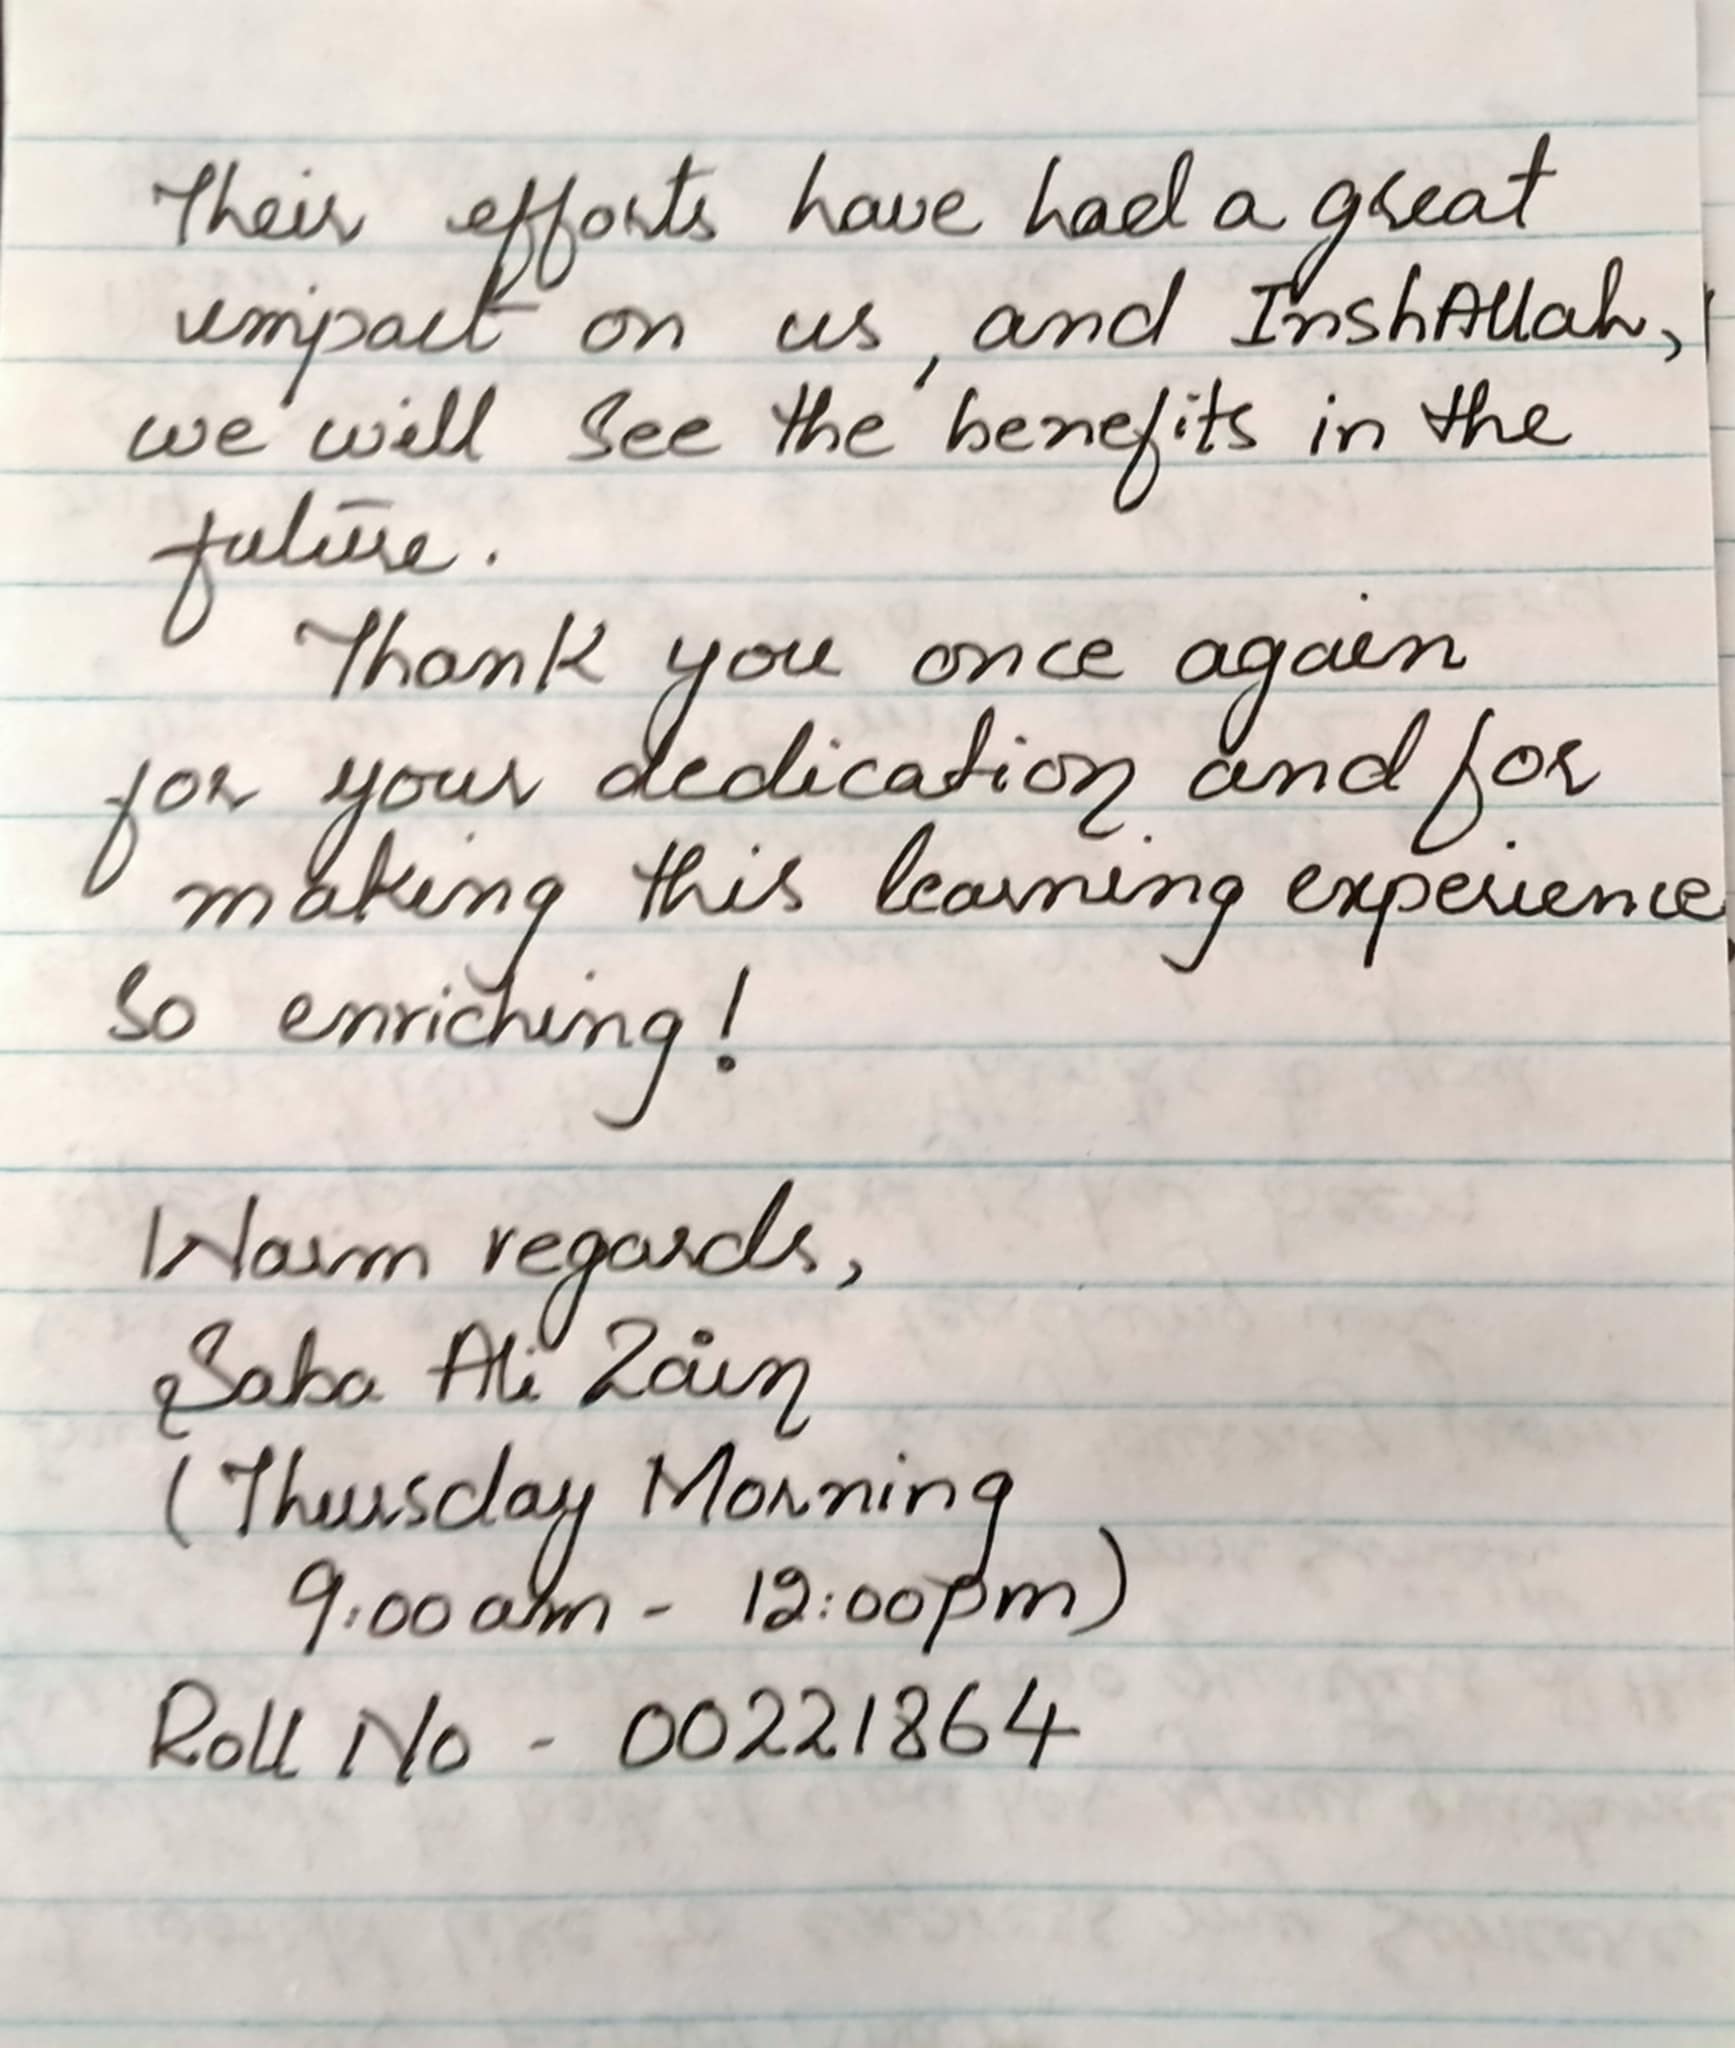 Their efforts have had a great
impact on us, and InshAllah,
we will see the benefits in the
future.
Thank you once again
for your dedication and for
making this learning experience
so enriching!
Warm regards,
Saba Ali Zain
(Thursday Morning
9:00am - 12:00pm)
Roll No - 00221864